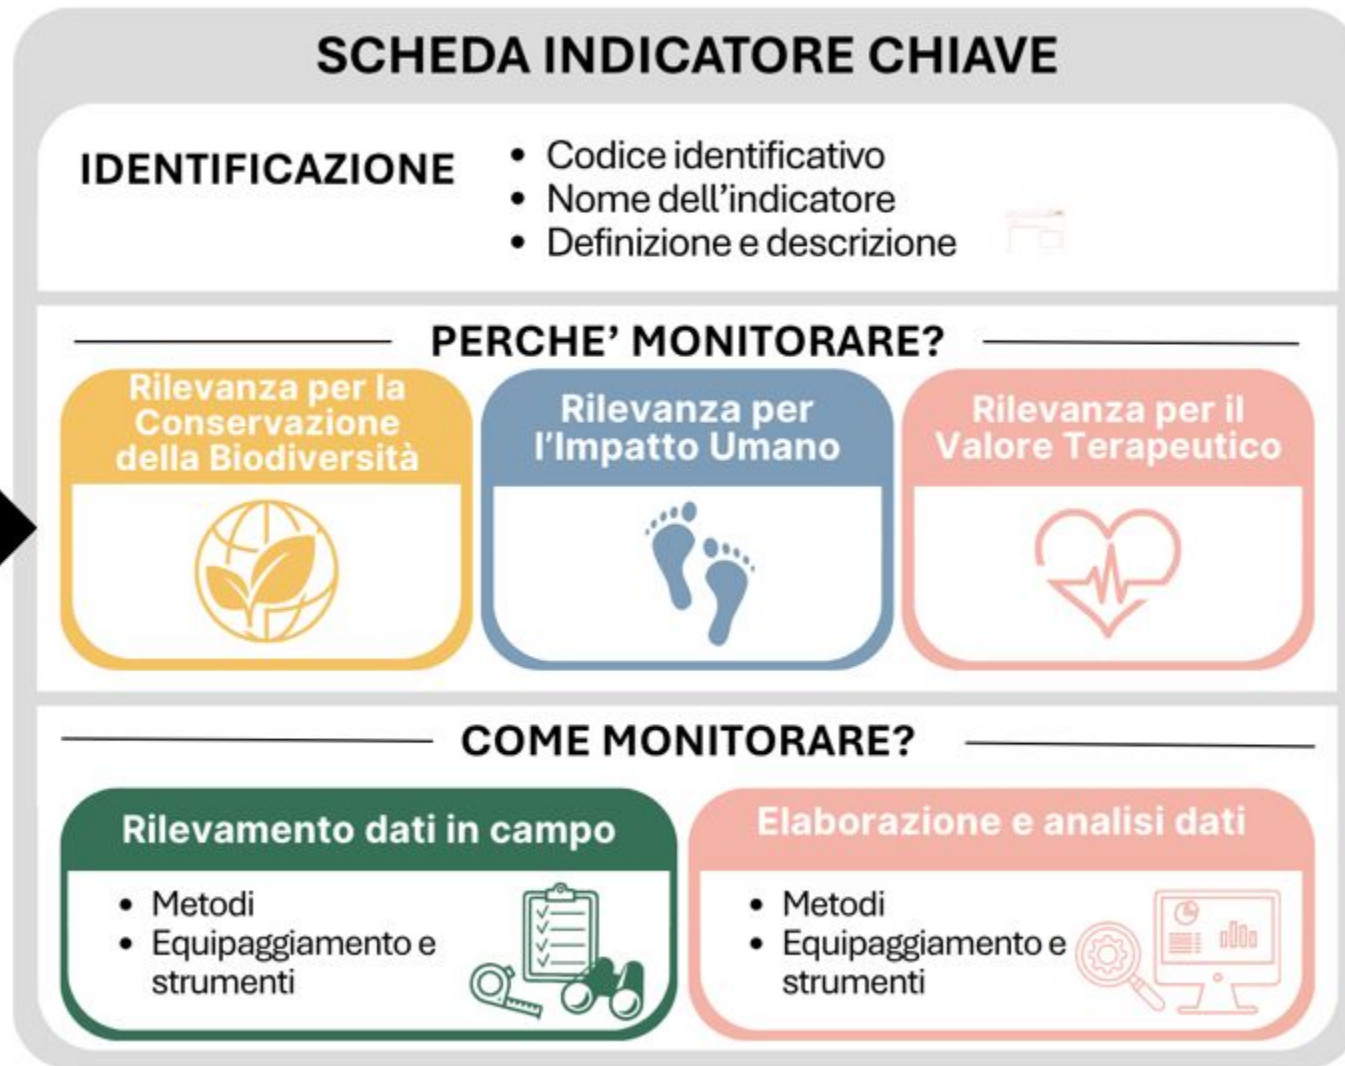 SCHEDA INDICATORE CHIAVE
IDENTIFICAZIONE
• Codice identificativo
• Nome dell’indicatore
• Definizione e descrizione
PERCHE’ MONITORARE?
Rilevanza per la
Conservazione
della Biodiversità
Rilevanza per
l’Impatto Umano
Rilevanza per il
Valore Terapeutico
COME MONITORARE?
Rilevamento dati in campo
• Metodi
• Equipaggiamento e
strumenti
Elaborazione e analisi dati
• Metodi
• Equipaggiamento e
strumenti